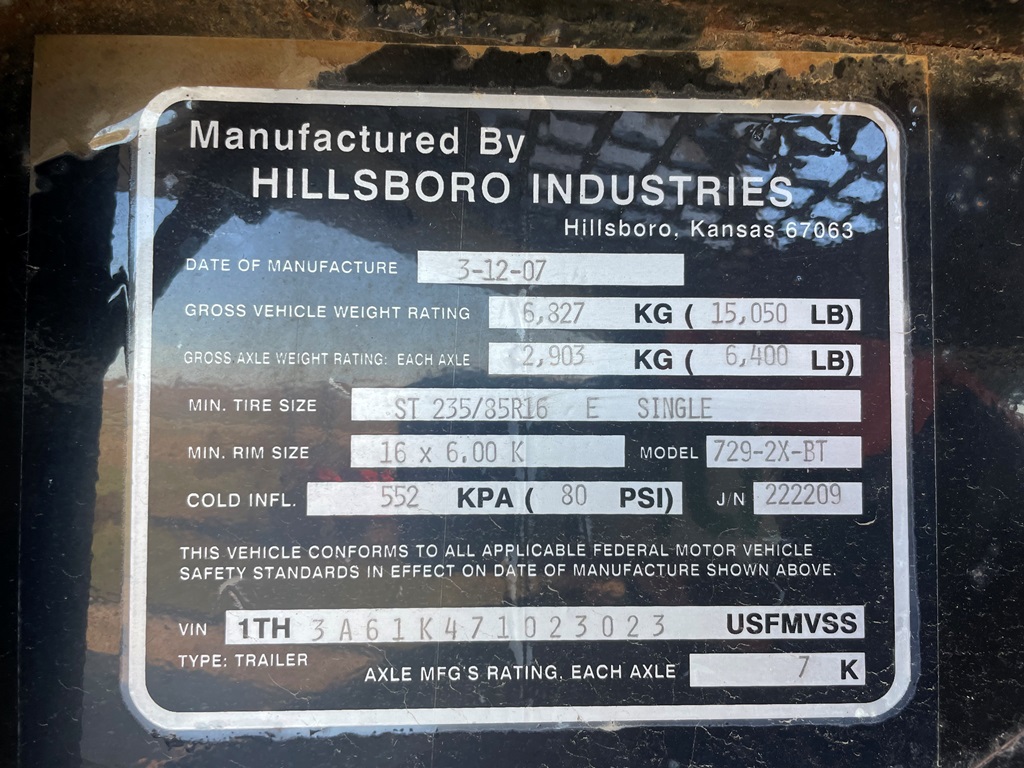 Manufactured By
HILLSBORO INDUSTRIES
Hillsboro, Kansas 67063
DATE OF MANUFACTURE 3-12-07
GROSS VEHICLE WEIGHT RATING 6,827 KG ( 15,050 LB)
GROSS AXLE WEIGHT RATING: EACH AXLE 2,903 KG ( 6,400 LB)
MIN. TIRE SIZE ST 235/85R16 E SINGLE
MIN. RIM SIZE 16 x 6.00 K MODEL 729-2X-BT
COLD INFL. 552 KPA ( 80 PSI) J/N 222209
THIS VEHICLE CONFORMS TO ALL APPLICABLE FEDERAL MOTOR VEHICLE
SAFETY STANDARDS IN EFFECT ON DATE OF MANUFACTURE SHOWN ABOVE.
VIN 1TH 3A61K471023023 USFMVSS
TYPE: TRAILER
AXLE MFG'S RATING, EACH AXLE 7 K